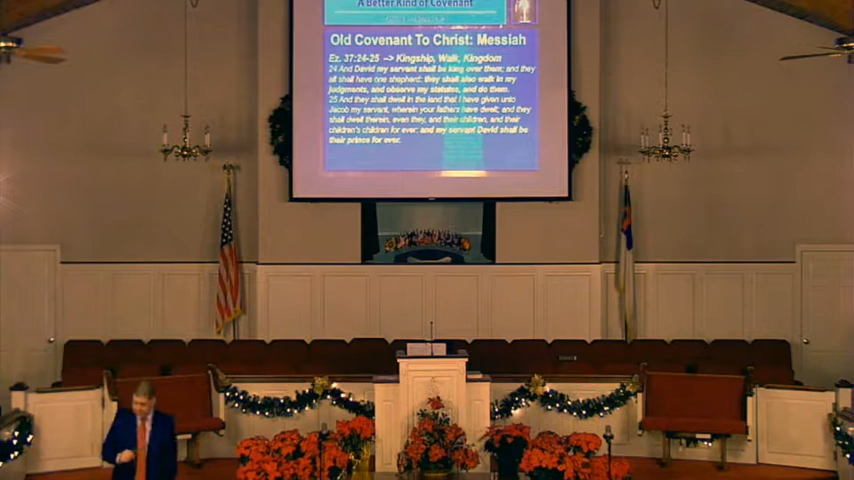 A Better Kind of Covenant
Old Covenant To Christ: Messiah
Ez. 37:24-25 --> Kingship, Walk, Kingdom
24 And David my servant shall be king over them; and they
all shall have one shepherd: they shall also walk in my
judgments, and observe my statutes, and do them.
25 And they shall dwell in the land that I have given unto
Jacob my servant, wherein your fathers have dwelt; and they
shall dwell therein, even they, and their children, and their
children's children for ever: and my servant David shall be
their prince for ever.